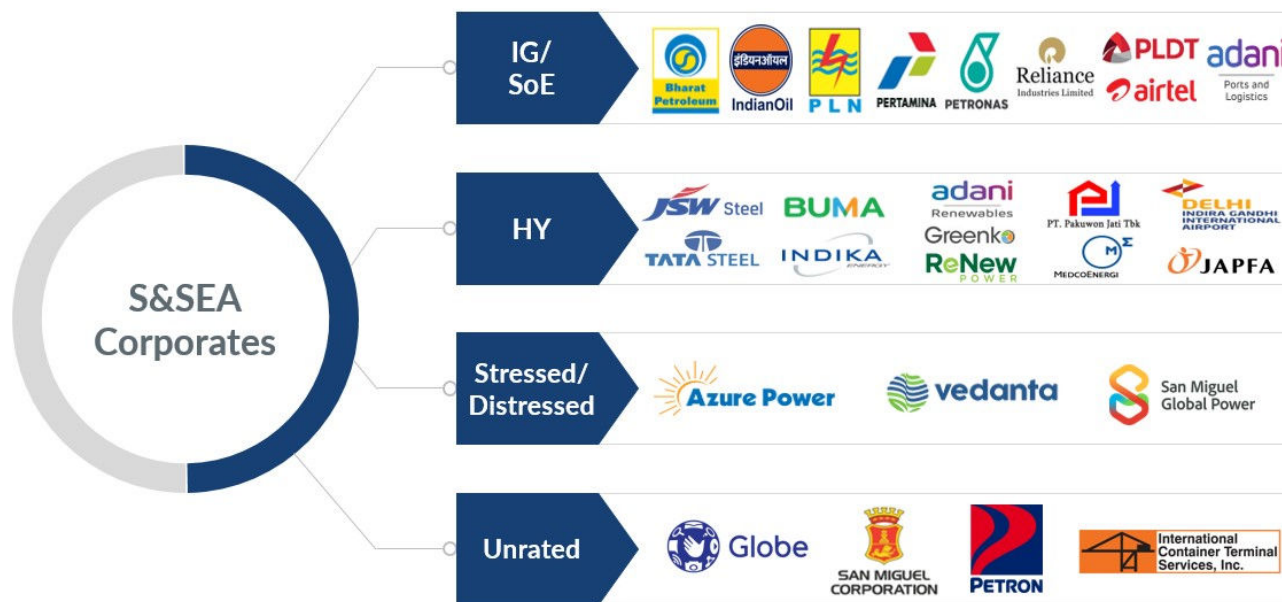 S&SEA
Corporates
IG/
SoE
Bharat
Petroleum
इंडियनऑयल
IndianOil
PLN
PERTAMINA
PETRONAS
Reliance
Industries Limited
PLDT
airtel
adani
Ports and
Logistics
HY
JSW Steel
TATA STEEL
BUMA
INDIKA
ENERGY
adani
Renewables
Greenko
ReNew
POWER
PT. Pakuwon Jati Tbk
M E
MEDCOENERGI
DELHI
INDIRA GANDHI
INTERNATIONAL
AIRPORT
JAPFA
Stressed/
Distressed
Azure Power
vedanta
San Miguel
Global Power
Unrated
Globe
SAN MIGUEL
CORPORATION
PETRON
International
Container Terminal
Services, Inc.